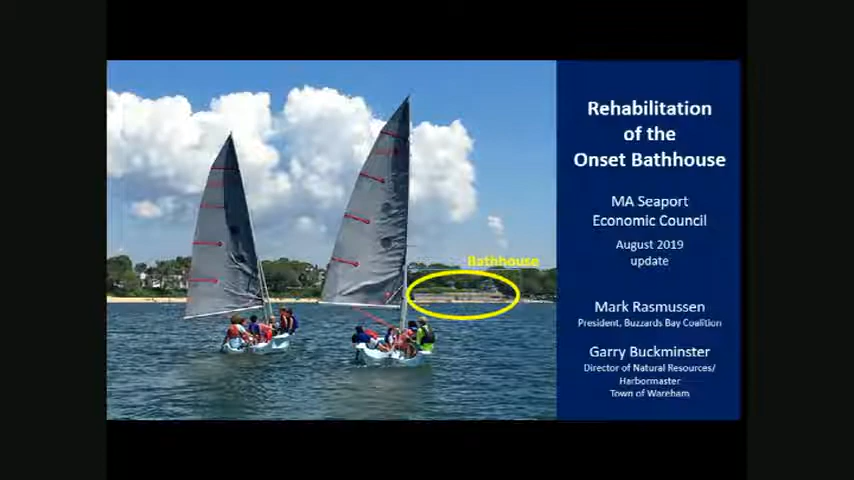 Rehabilitation
of the
Onset Bathhouse
MA Seaport
Economic Council
August 2019
update
Bathhouse
Mark Rasmussen
President, Buzzards Bay Coalition
Garry Buckminster
Director of Natural Resources/
Harbormaster
Town of Wareham